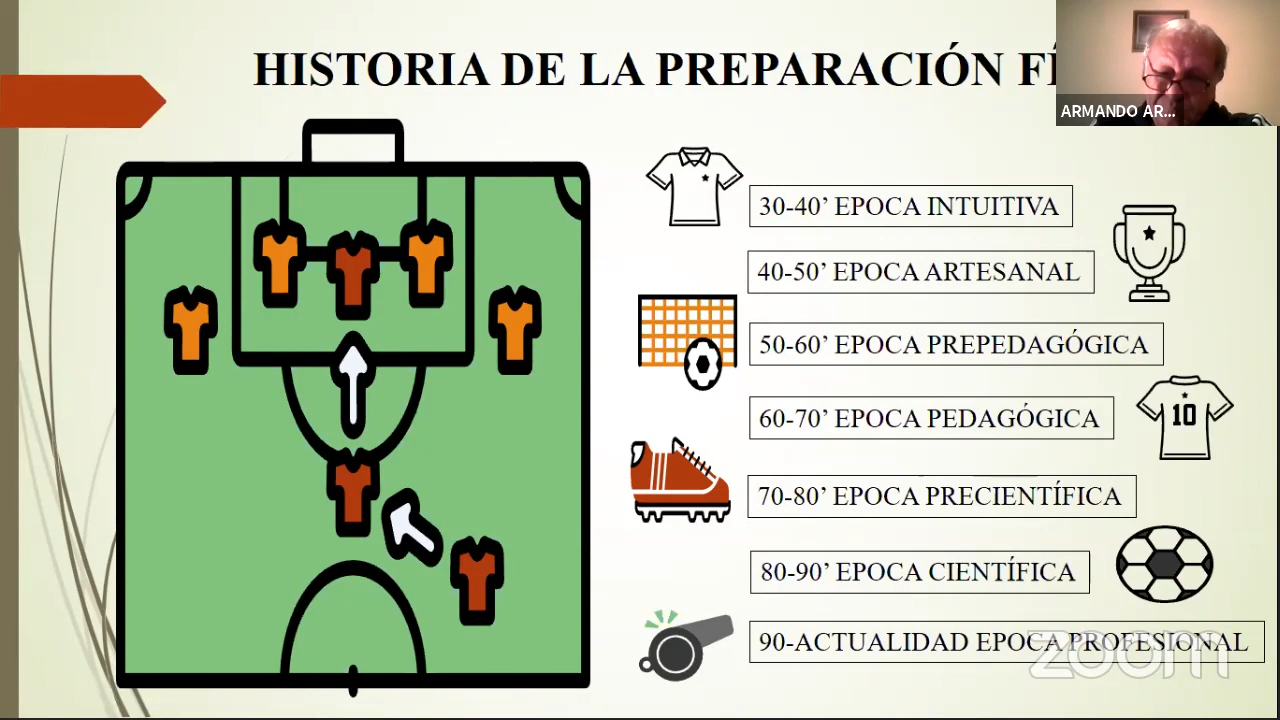 HISTORIA DE LA PREPARACIÓN
ARMANDO AR...
30-40’ EPOCA INTUITIVA
40-50’ EPOCA ARTESANAL
50-60’ EPOCA PREPEDAGÓGICA
60-70’ EPOCA PEDAGÓGICA
10
70-80’ EPOCA PRECIENTÍFICA
80-90’ EPOCA CIENTÍFICA
90-ACTUALIDAD EPOCA PROFESIONAL
zoom